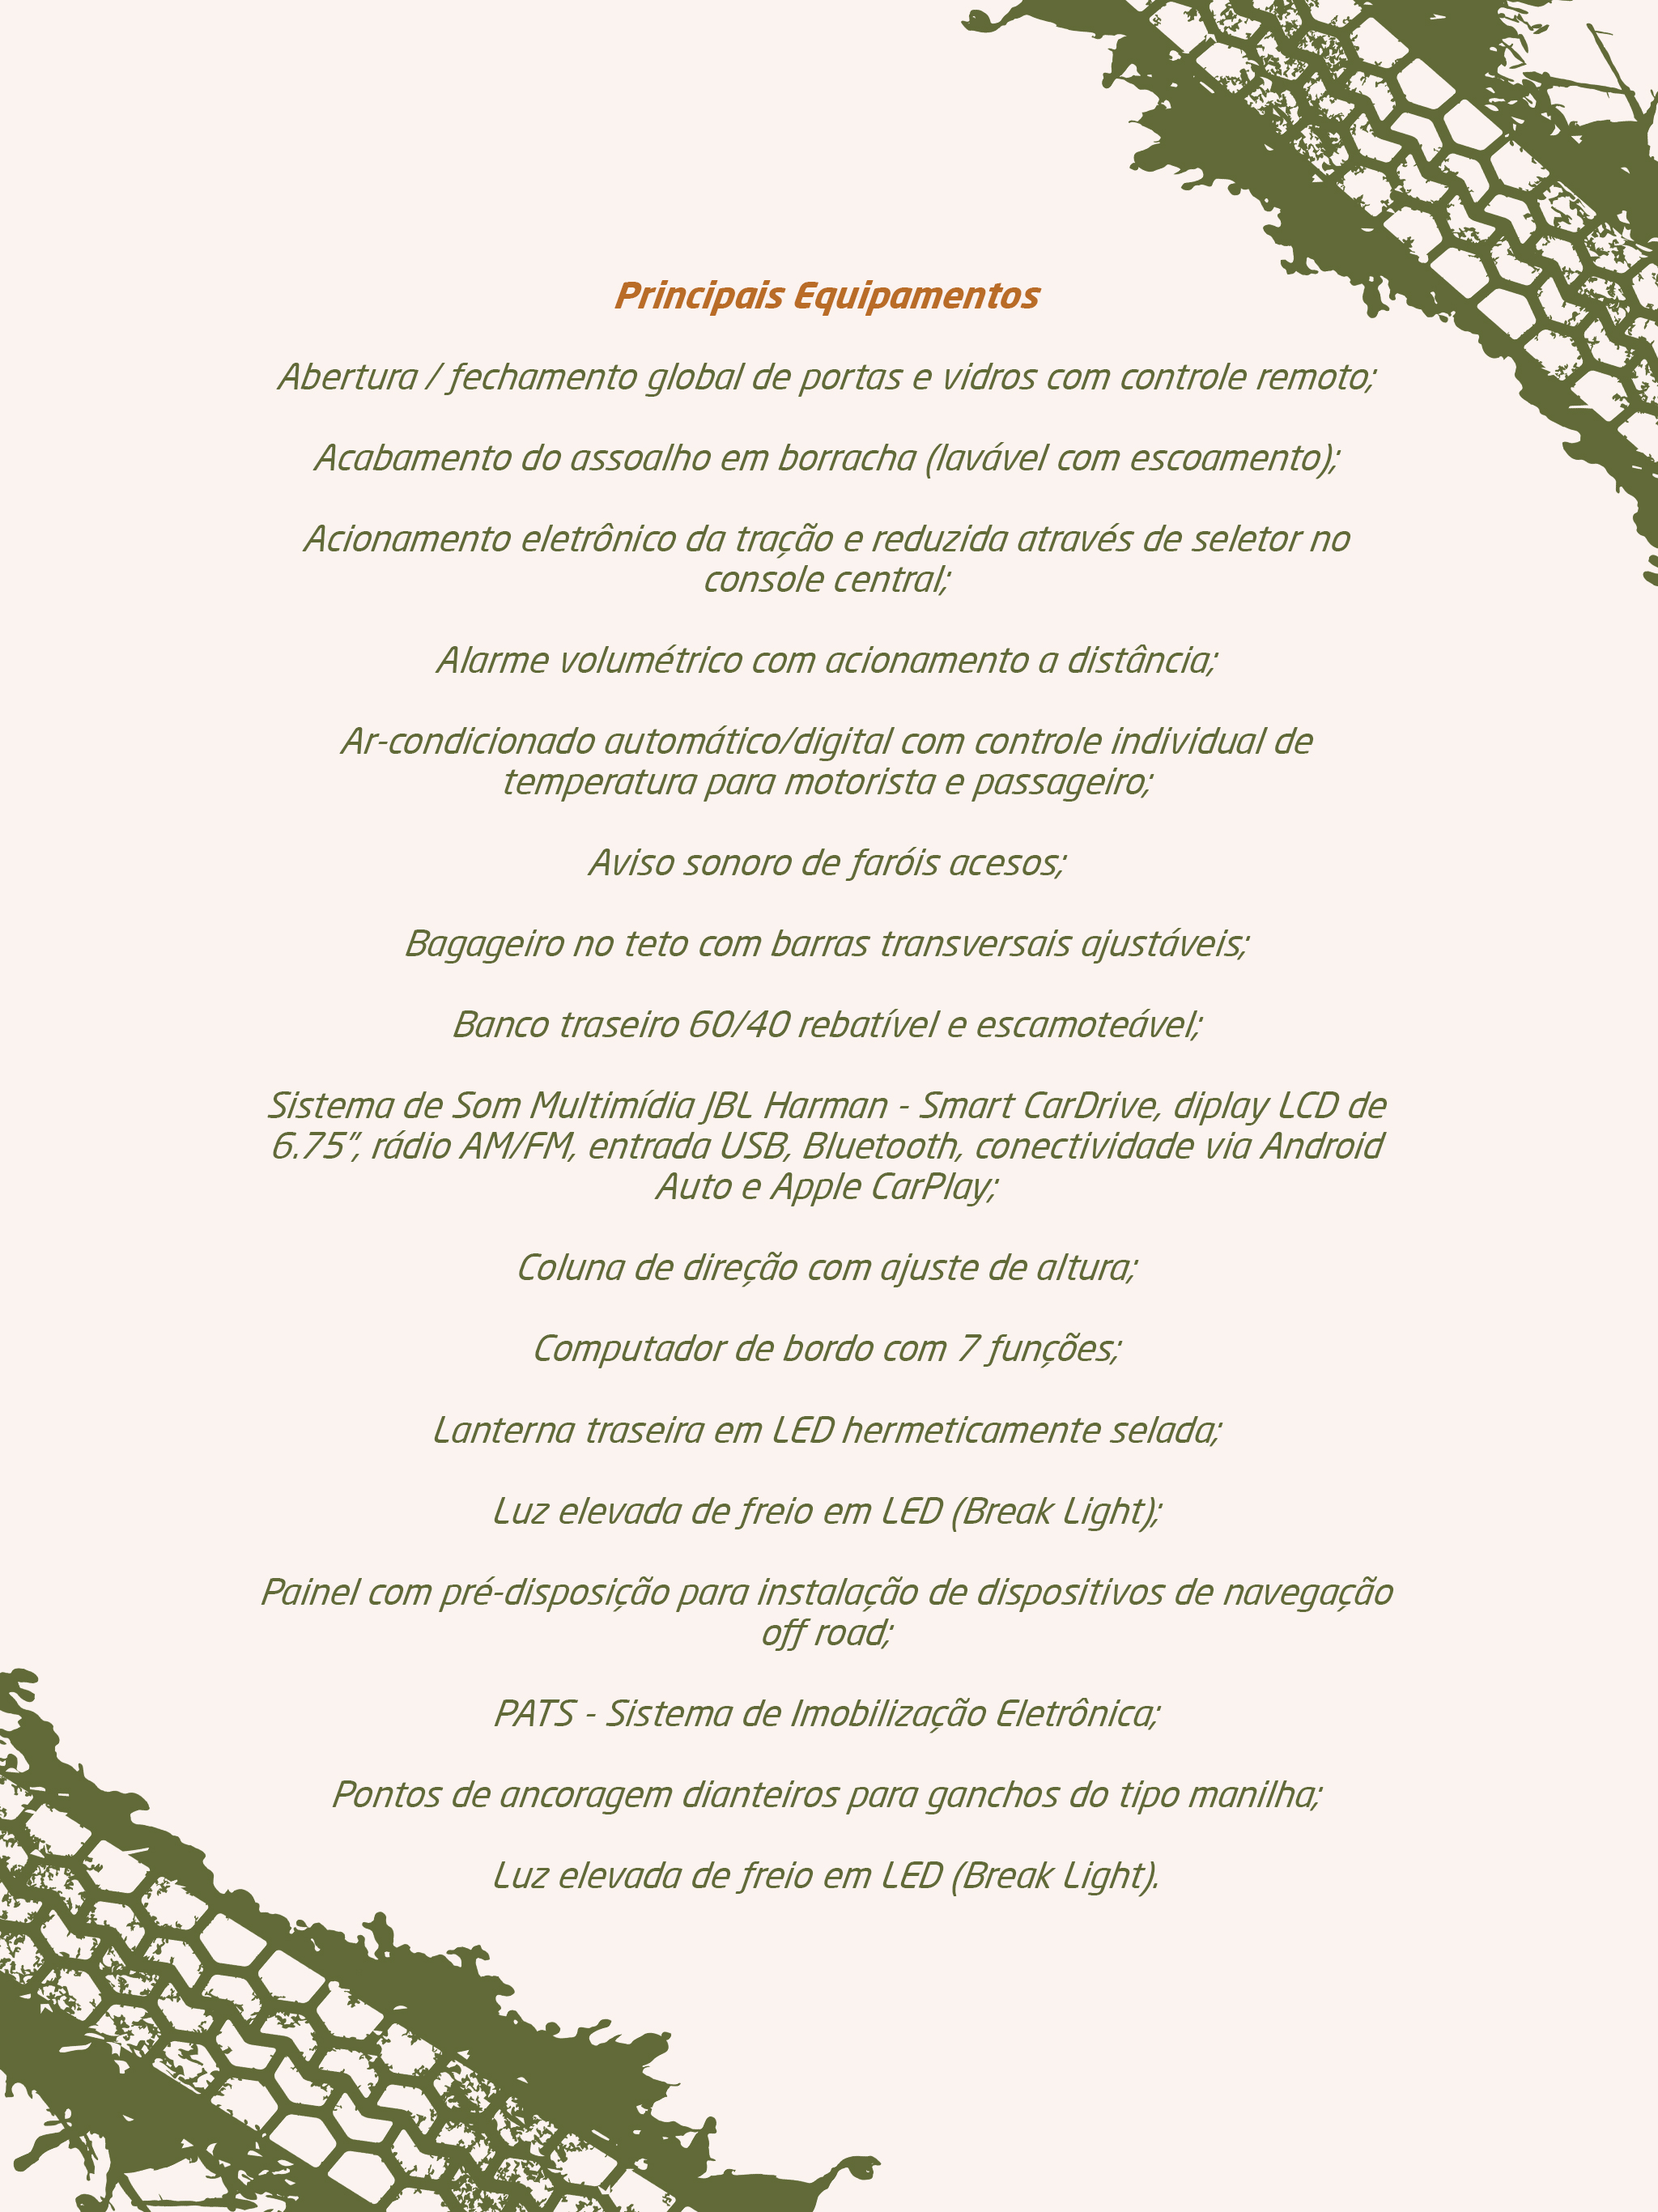 Principais Equipamentos
Abertura / fechamento global de portas e vidros com controle remoto;
Acabamento do assoalho em borracha (lavável com escoamento);
Acionamento eletrônico da tração e reduzida através de seletor no
console central;
Alarme volumétrico com acionamento a distância;
Ar-condicionado automático/digital com controle individual de
temperatura para motorista e passageiro;
Aviso sonoro de faróis acesos;
Bagageiro no teto com barras transversais ajustáveis;
Banco traseiro 60/40 rebatível e escamoteável;
Sistema de Som Multimídia JBL Harman - Smart CarDrive, diplay LCD de
6.75”, rádio AM/FM, entrada USB, Bluetooth, conectividade via Android
Auto e Apple CarPlay;
Coluna de direção com ajuste de altura;
Computador de bordo com 7 funções;
Lanterna traseira em LED hermeticamente selada;
Luz elevada de freio em LED (Break Light);
Painel com pré-disposição para instalação de dispositivos de navegação
off road;
PATS - Sistema de Imobilização Eletrônica;
Pontos de ancoragem dianteiros para ganchos do tipo manilha;
Luz elevada de freio em LED (Break Light).